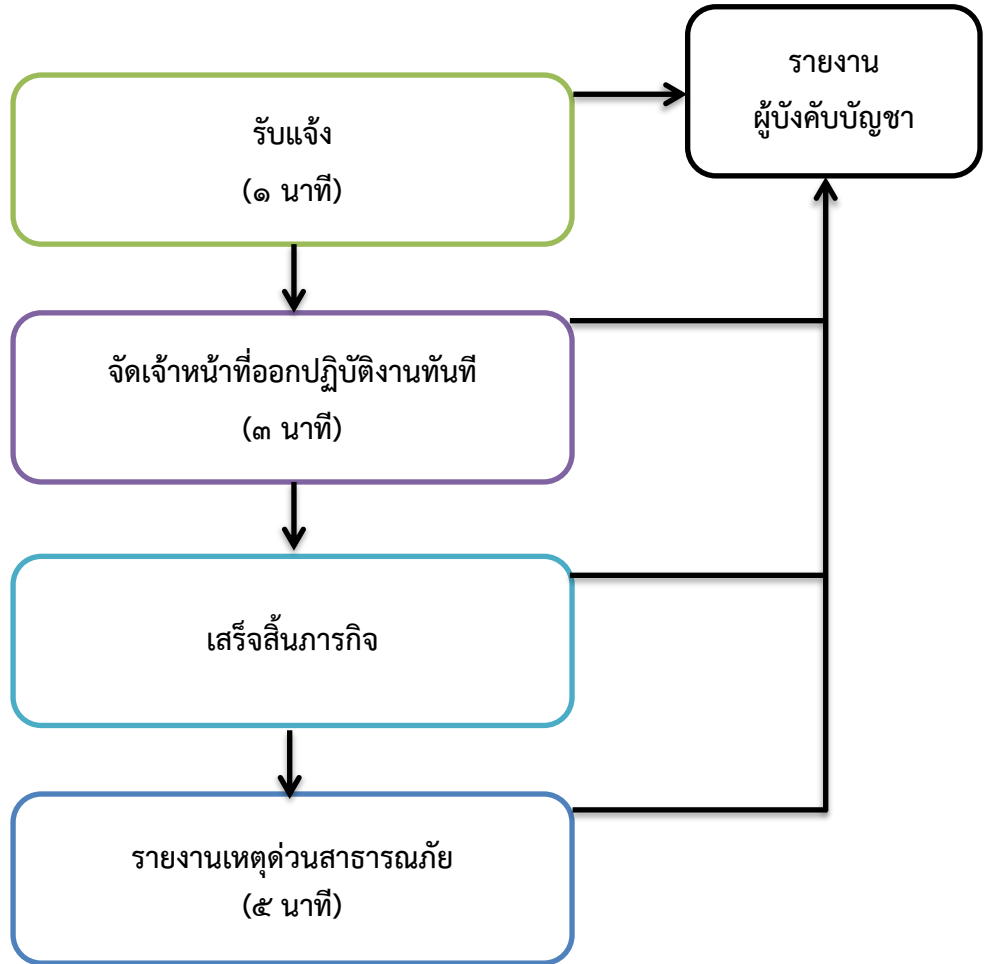 รายงาน
ผู้บังคับบัญชา
รับแจ้ง
(๑ นาที)
จัดเจ้าหน้าที่ออกปฏิบัติงานทันที
(๓ นาที)
เสร็จสิ้นภารกิจ
รายงานเหตุด่วนสาธารณภัย
(๕ นาที)